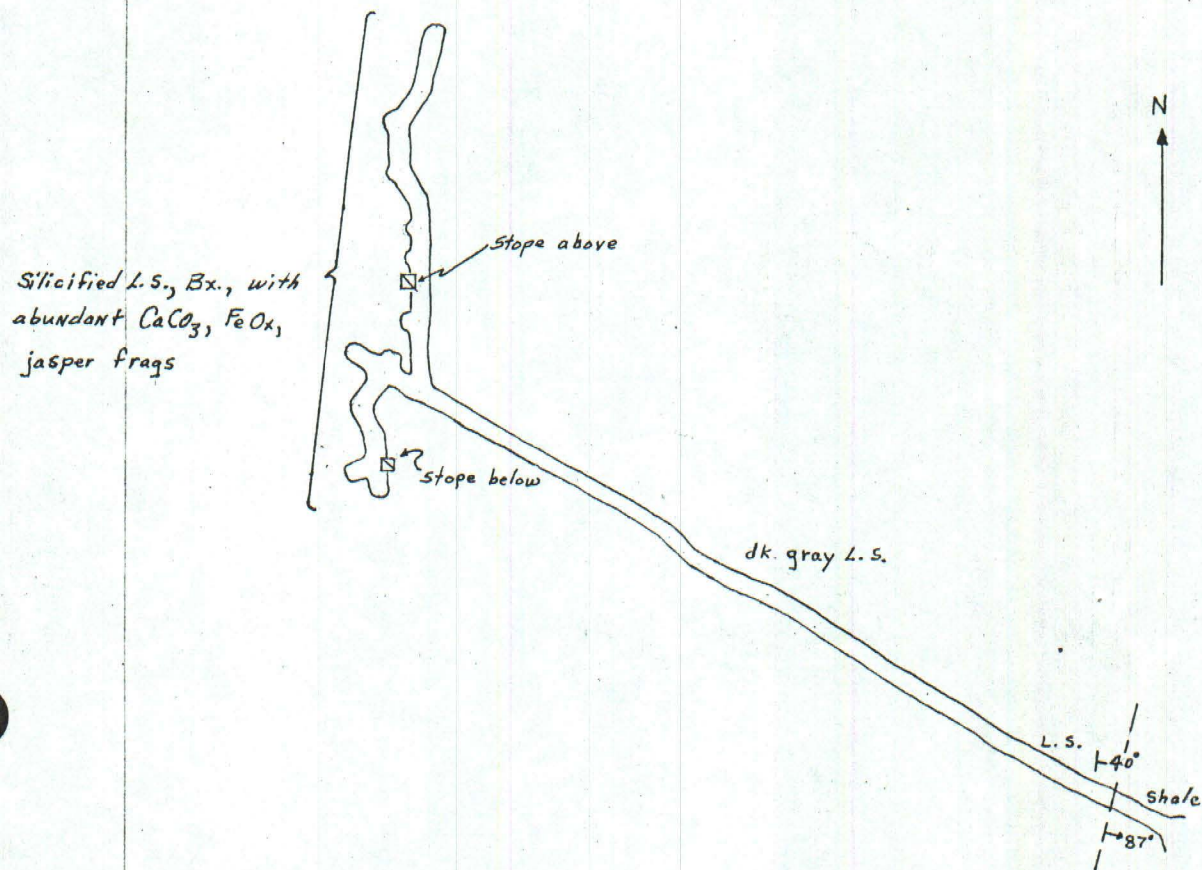 N
Stope above
Silicified L.S., Bx., with
abundant CaCO3, FeOx,
jasper frags
Stope below
dk. gray L.S.
L.S.
40°
Shale
87°